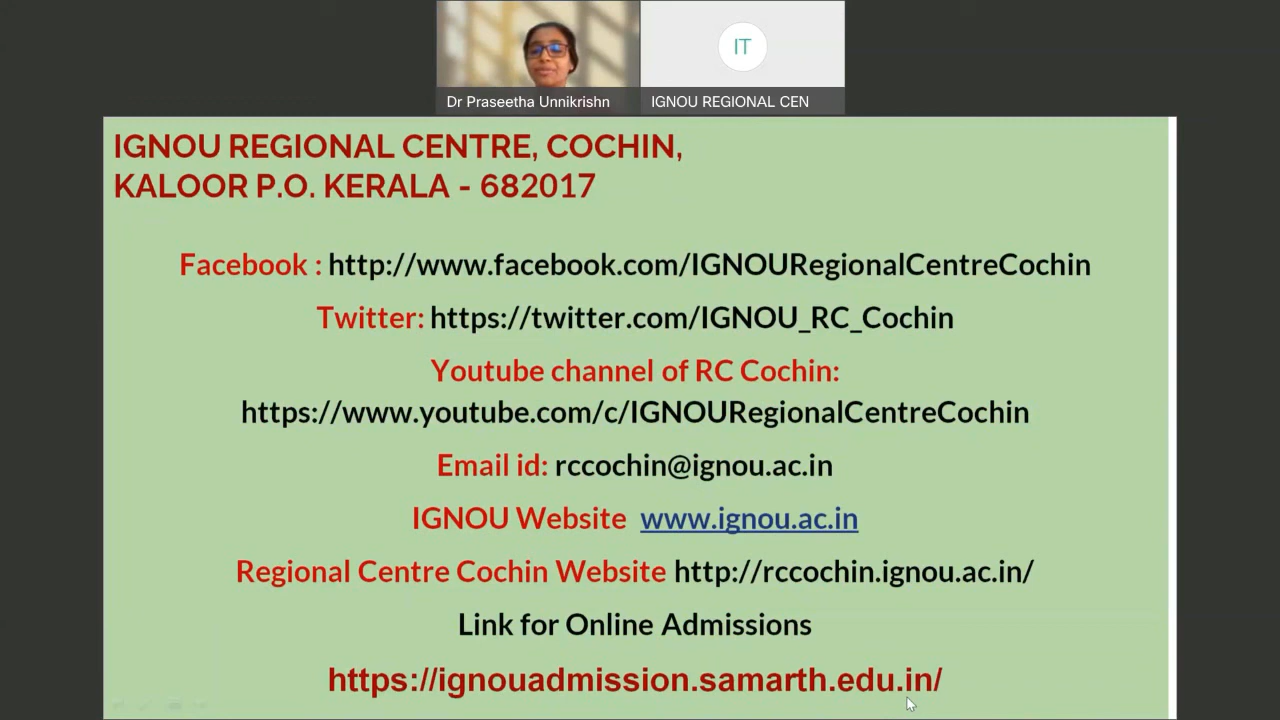 IT
Dr Praseetha Unnikrishn
IGNOU REGIONAL CEN
IGNOU REGIONAL CENTRE, COCHIN,
KALOOR P.O. KERALA - 682017
Facebook : http://www.facebook.com/IGNOURegionalCentreCochin
Twitter: https://twitter.com/IGNOU_RC_Cochin
Youtube channel of RC Cochin:
https://www.youtube.com/c/IGNOURegionalCentreCochin
Email id: rccochin@ignou.ac.in
IGNOU Website www.ignou.ac.in
Regional Centre Cochin Website http://rccochin.ignou.ac.in/
Link for Online Admissions
https://ignouadmission.samarth.edu.in/